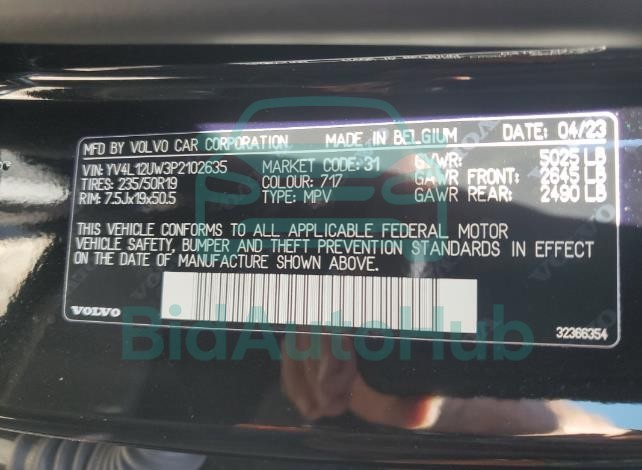 MFD BY VOLVO CAR CORPORATION MADE IN BELGIUM DATE: 04/23
VIN: YV4L12UW3P2102635 MARKET CODE: 31 GVWR: 5025 LB
TIRES: 235/50R19 COLOUR: 717 GAWR FRONT: 2645 LB
RIM: 7.5Jx19x50.5 TYPE: MPV GAWR REAR: 2490 LB
THIS VEHICLE CONFORMS TO ALL APPLICABLE FEDERAL MOTOR
VEHICLE SAFETY, BUMPER AND THEFT PREVENTION STANDARDS IN EFFECT
ON THE DATE OF MANUFACTURE SHOWN ABOVE.
VOLVO 32366354
BidAutoHub